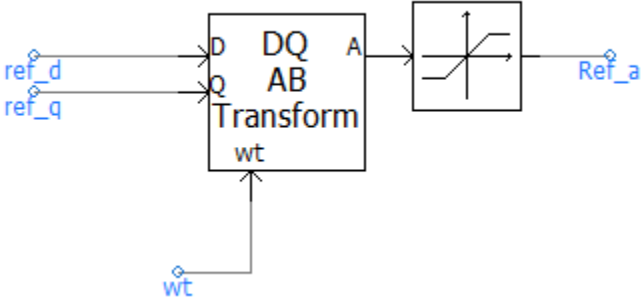 D
DQ
A
ref_d
AB
Ref_a
Q
ref_q
Transform
wt
wt